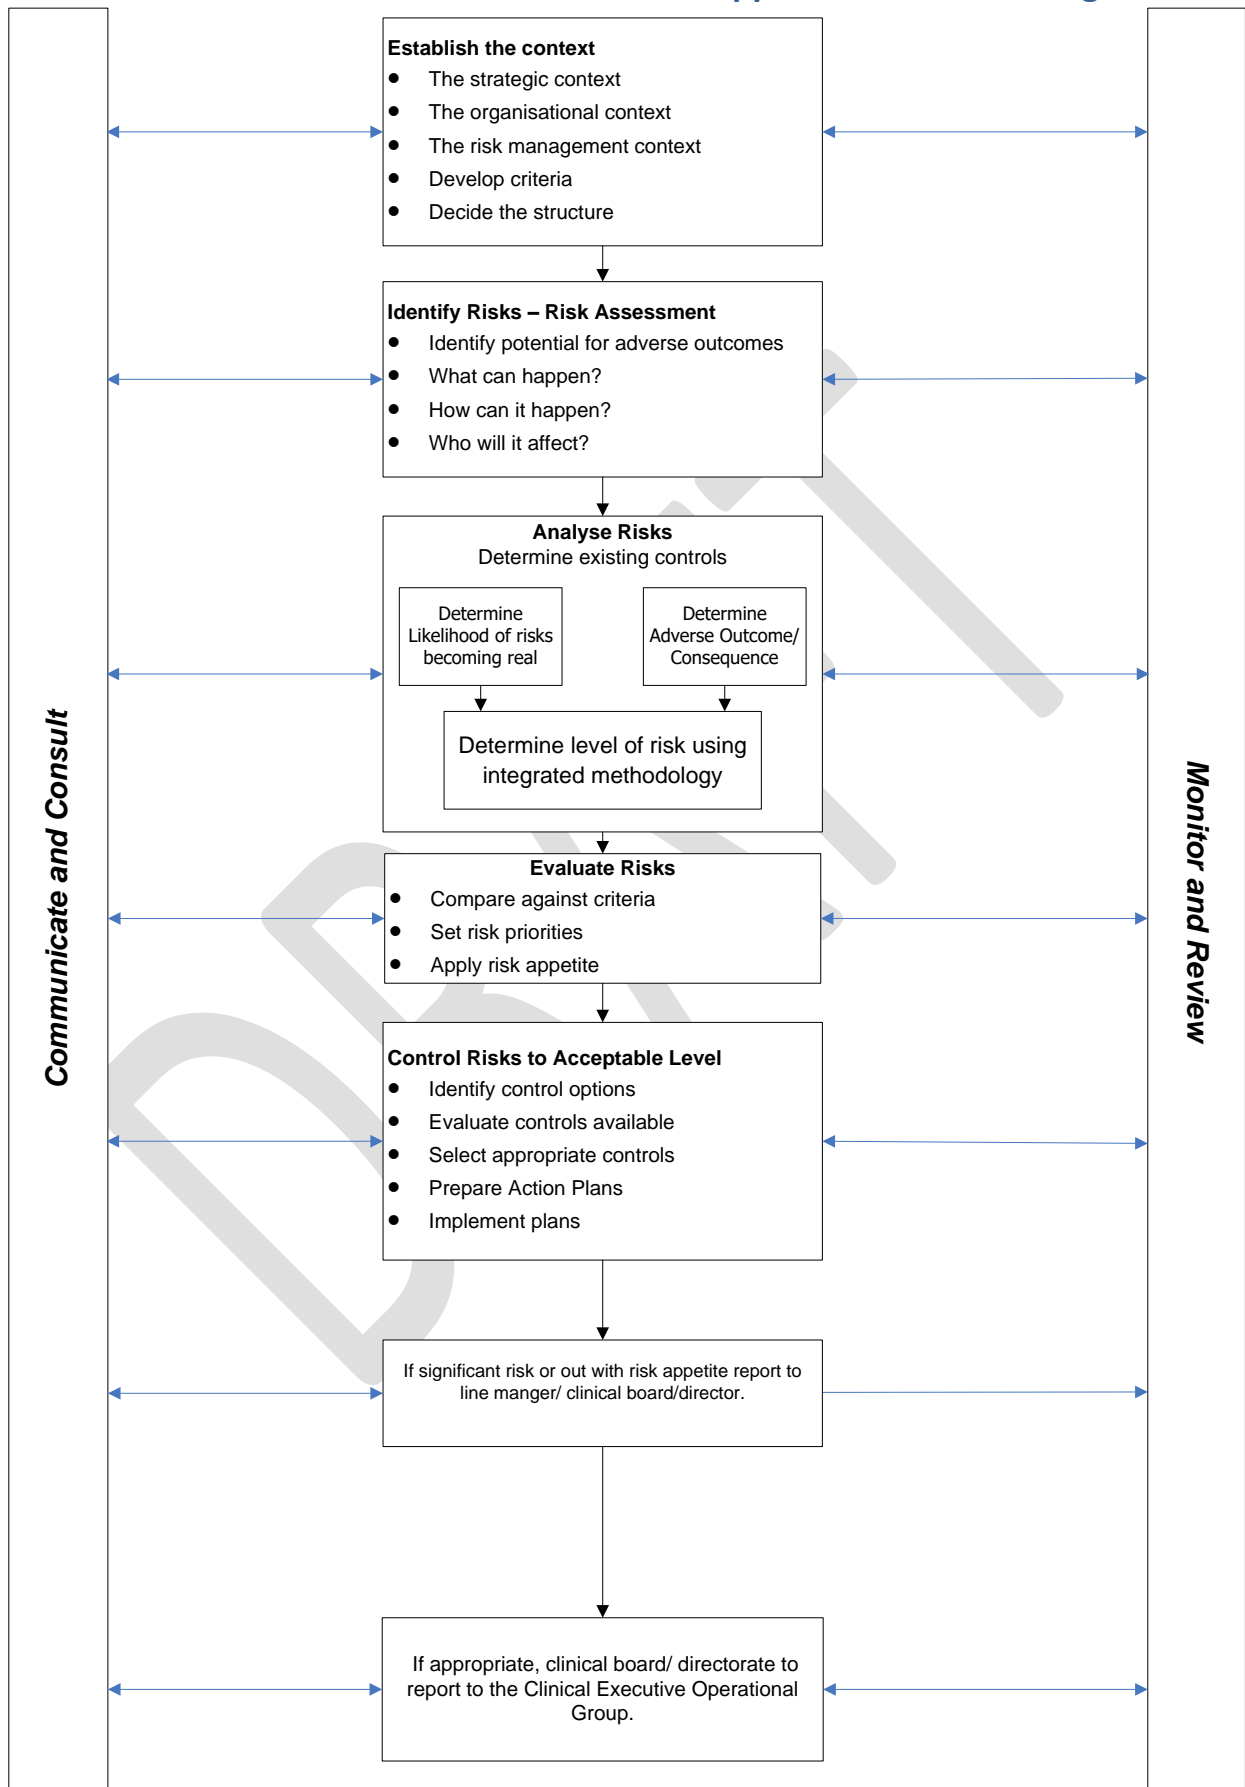 Establish the context
● The strategic context
● The organisational context
● The risk management context
● Develop criteria
● Decide the structure
Identify Risks – Risk Assessment
● Identify potential for adverse outcomes
● What can happen?
● How can it happen?
● Who will it affect?
Analyse Risks
Determine existing controls
Determine
Likelihood of risks
becoming real
Determine
Adverse Outcome/
Consequence
Determine level of risk using
integrated methodology
Evaluate Risks
● Compare against criteria
● Set risk priorities
● Apply risk appetite
Control Risks to Acceptable Level
● Identify control options
● Evaluate controls available
● Select appropriate controls
● Prepare Action Plans
● Implement plans
If significant risk or out with risk appetite report to
line manger/ clinical board/director.
If appropriate, clinical board/ directorate to
report to the Clinical Executive Operational
Group.
Communicate and Consult
Monitor and Review
DRAFT